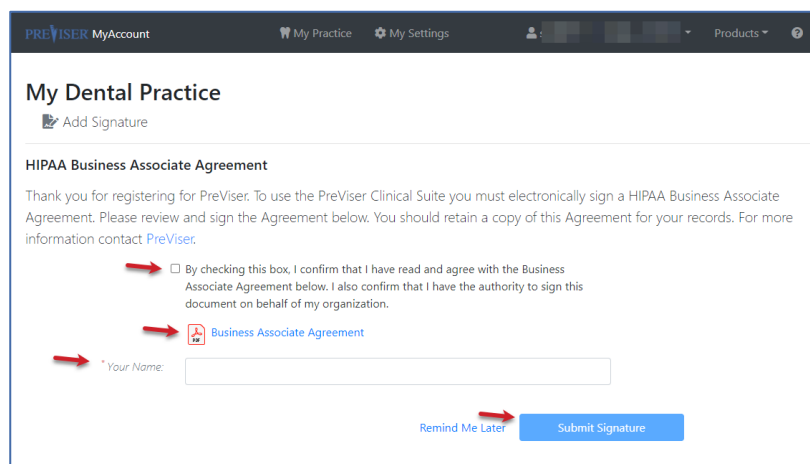 PREVISER MyAccount My Practice My Settings Products ?
My Dental Practice
Add Signature
HIPAA Business Associate Agreement
Thank you for registering for PreViser. To use the PreViser Clinical Suite you must electronically sign a HIPAA Business Associate
Agreement. Please review and sign the Agreement below. You should retain a copy of this Agreement for your records. For more
information contact PreViser.
By checking this box, I confirm that I have read and agree with the Business
Associate Agreement below. I also confirm that I have the authority to sign this
document on behalf of my organization.
PDF Business Associate Agreement
* Your Name:
Remind Me Later Submit Signature